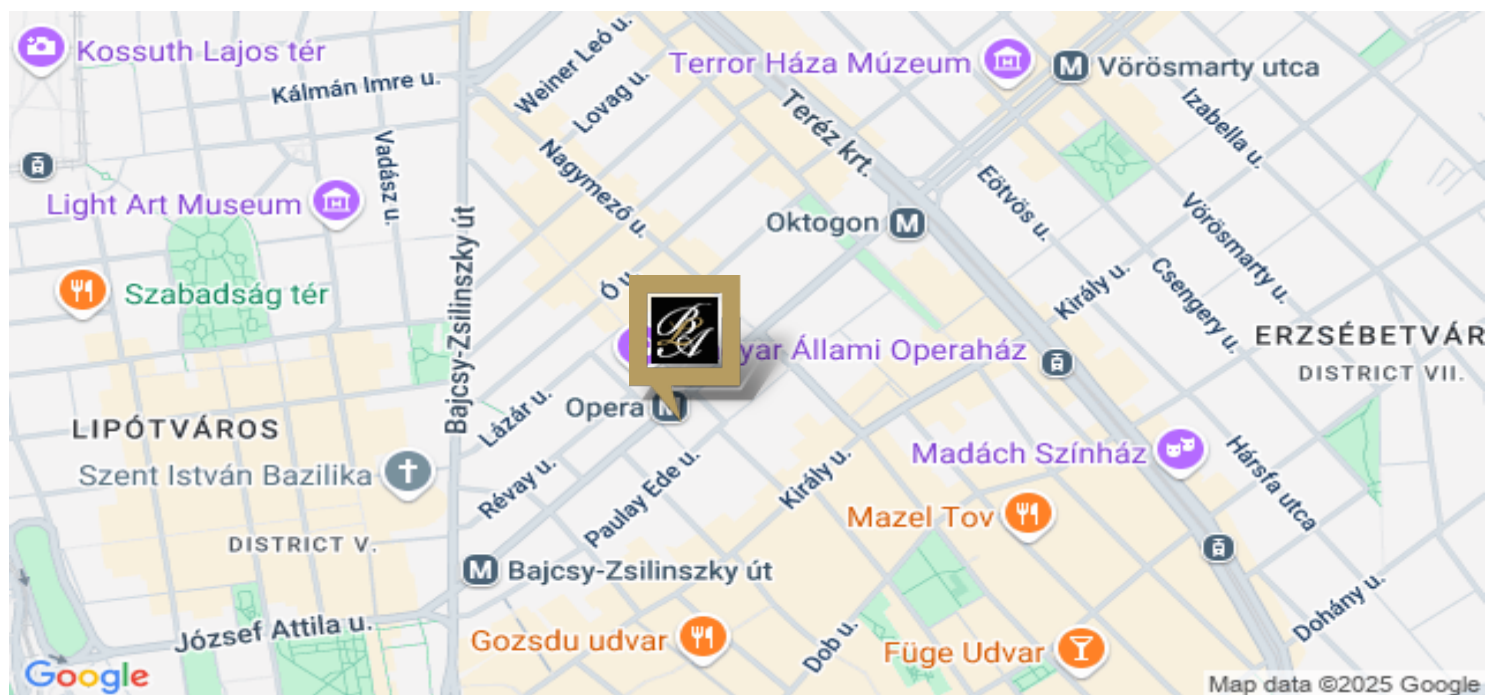 Kossuth Lajos tér
Kálmán Imre u.
Weiner Leó u.
Lovag u.
Terror Háza Múzeum
M Vörösmarty utca
Teréz krt.
Izabella u.
Vadász u.
Nagymező u.
Eötvös u.
Light Art Museum
Oktogon M
Vörösmarty u.
Bajcsy-Zsilinszky út
Szabadság tér
Ó u.
Király u.
Csengery u.
BLA
yar Állami Operaház
ERZSÉBETVÁR
DISTRICT VII.
Lázár u.
Opera M
LIPÓTVÁROS
Szent István Bazilika
Révay u.
Paulay Ede u.
Király u.
Madách Színház
Hársfa utca
Mazel Tov
DISTRICT V.
M Bajcsy-Zsilinszky út
József Attila u.
Gozsdu udvar
Dob u.
Füge Udvar
Dohány u.
Google
Map data ©2025 Google